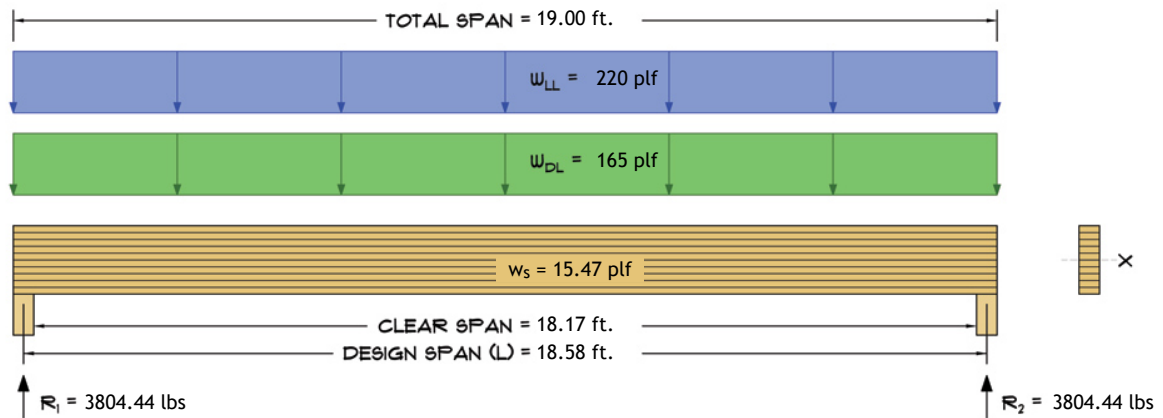 TOTAL SPAN = 19.00 ft.
wLL = 220 plf
wDL = 165 plf
ws = 15.47 plf
X
CLEAR SPAN = 18.17 ft.
DESIGN SPAN (L) = 18.58 ft.
R1 = 3804.44 lbs
R2 = 3804.44 lbs